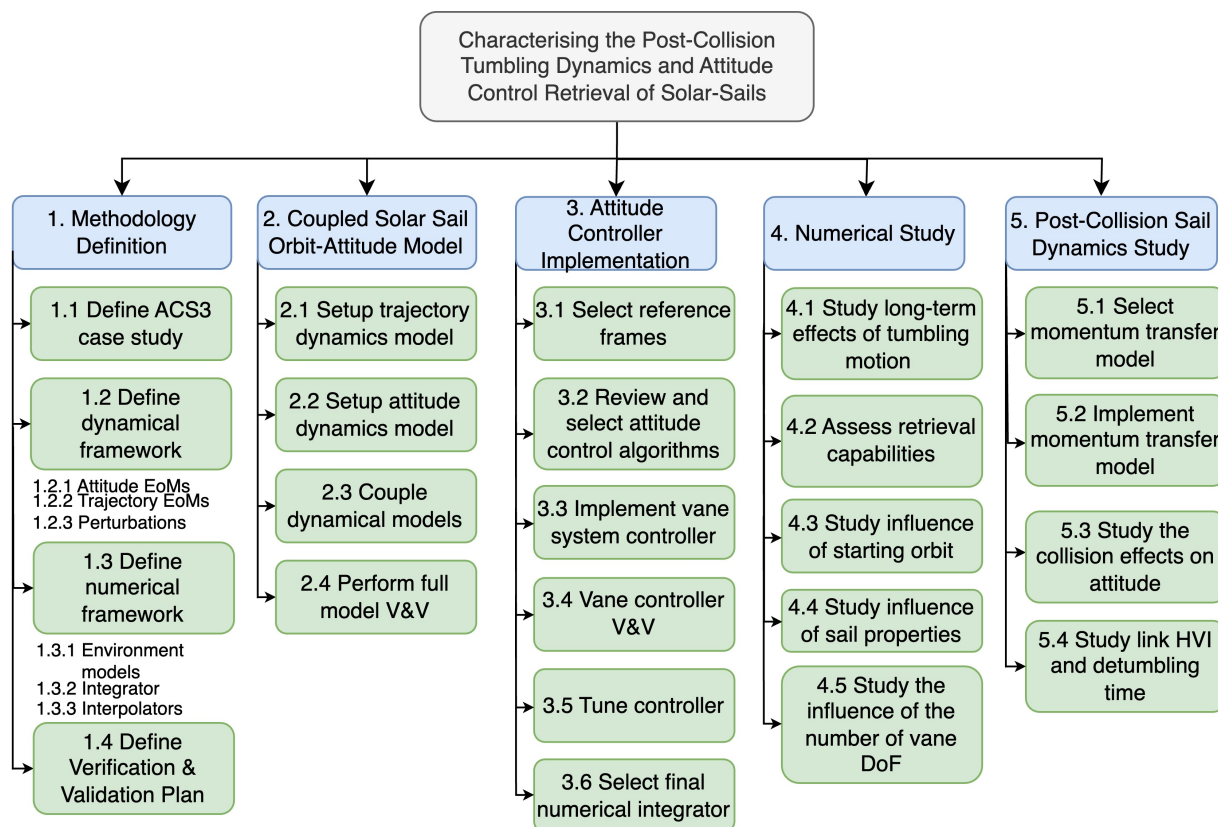 Characterising the Post-Collision
Tumbling Dynamics and Attitude
Control Retrieval of Solar-Sails
1. Methodology
Definition
1.1 Define ACS3
case study
1.2 Define
dynamical
framework
1.2.1 Attitude EoMs
1.2.2 Trajectory EoMs
1.2.3 Perturbations
1.3 Define
numerical
framework
1.3.1 Environment
models
1.3.2 Integrator
1.3.3 Interpolators
1.4 Define
Verification &
Validation Plan
2. Coupled Solar Sail
Orbit-Attitude Model
2.1 Setup trajectory
dynamics model
2.2 Setup attitude
dynamics model
2.3 Couple
dynamical models
2.4 Perform full
model V&V
3. Attitude
Controller
Implementation
3.1 Select reference
frames
3.2 Review and
select attitude
control algorithms
3.3 Implement vane
system controller
3.4 Vane controller
V&V
3.5 Tune controller
3.6 Select final
numerical integrator
4. Numerical Study
4.1 Study long-term
effects of tumbling
motion
4.2 Assess retrieval
capabilities
4.3 Study influence
of starting orbit
4.4 Study influence
of sail properties
4.5 Study the
influence of the
number of vane
DoF
5. Post-Collision Sail
Dynamics Study
5.1 Select
momentum transfer
model
5.2 Implement
momentum transfer
model
5.3 Study the
collision effects on
attitude
5.4 Study link HVI
and detumbling
time